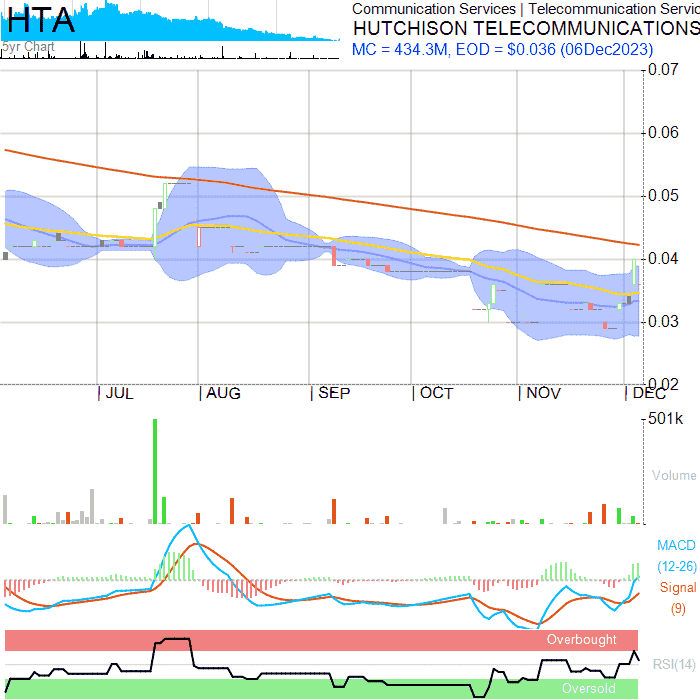 HTA
5yr Chart
Communication Services | Telecommunication Servic
HUTCHISON TELECOMMUNICATIONS
MC = 434.3M, EOD = $0.036 (06Dec2023)
0.07
0.06
0.05
0.04
0.03
0.02
JUL
AUG
SEP
OCT
NOV
DEC
501k
Volume
MACD
(12-26)
Signal
(9)
Overbought
RSI(14)
Oversold